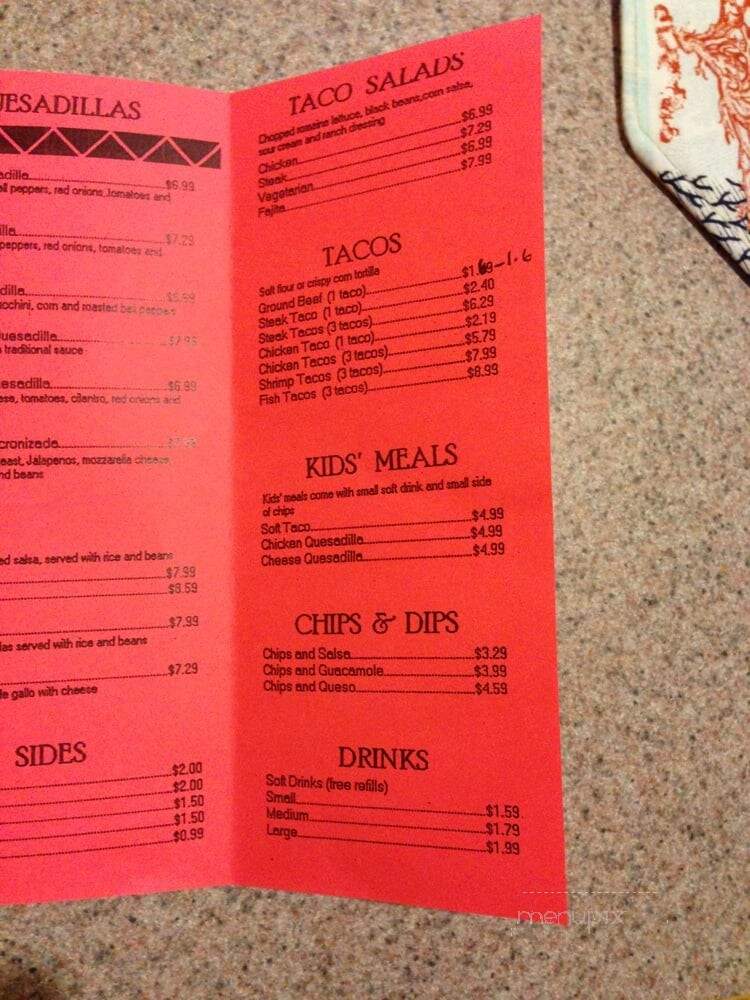 UESADILLAS
adilla $6.99
ell peppers, red onions, tomatoes and
illa $7.29
peppers, red onions, tomatoes and
dilla
cchini, corn and roasted bell peppers
Quesadilla
traditional sauce
esadilla $6.99
ese, tomatoes, cilantro, red onions and
cronizada
east, Jalapenos, mozzarella cheese,
nd beans
ed salsa, served with rice and beans
$7.99
$8.59
$7.99
las served with rice and beans
$7.29
de gallo with cheese
SIDES
$2.00
$2.00
$1.50
$1.50
$0.99
TACO SALADS
Chopped romaine lettuce, black beans, corn salsa,
sour cream and ranch dressing
Chicken $6.99
Steak $7.29
Vegetarian $6.99
Fajita $7.99
TACOS
Soft flour or crispy corn tortilla
Ground Beef (1 taco) $1.69 -1.6
Steak Taco (1 taco) $2.40
Steak Tacos (3 tacos) $6.29
Chicken Taco (1 taco) $2.19
Chicken Tacos (3 tacos) $5.79
Shrimp Tacos (3 tacos) $7.99
Fish Tacos (3 tacos) $8.99
KIDS' MEALS
Kids' meals come with small soft drink and small side
of chips
Soft Taco $4.99
Chicken Quesadilla $4.99
Cheese Quesadilla $4.99
CHIPS & DIPS
Chips and Salsa $3.29
Chips and Guacamole $3.99
Chips and Queso $4.59
DRINKS
Soft Drinks (free refills)
Small $1.59
Medium $1.79
Large $1.99
menupix